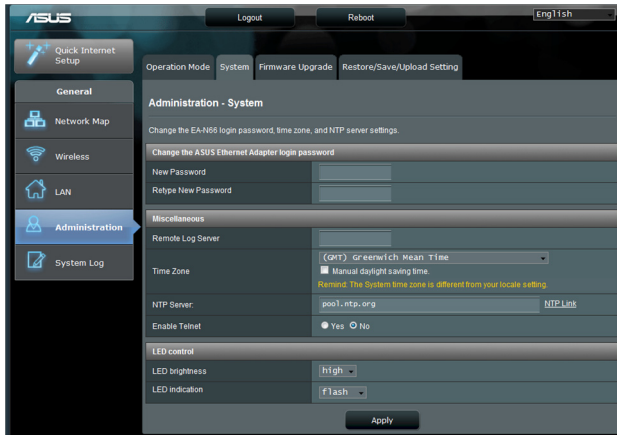 ASUS
Logout
Reboot
English
Quick Internet
Setup
General
Network Map
Wireless
LAN
Administration
System Log
Operation Mode System Firmware Upgrade Restore/Save/Upload Setting
Administration - System
Change the EA-N66 login password, time zone, and NTP server settings.
Change the ASUS Ethernet Adapter login password
New Password
Retype New Password
Miscellaneous
Remote Log Server
Time Zone
(GMT) Greenwich Mean Time
Manual daylight saving time.
Remind: The System time zone is different from your locale setting.
NTP Server: pool.ntp.org NTP Link
Enable Telnet Yes No
LED control
LED brightness high
LED indication flash
Apply